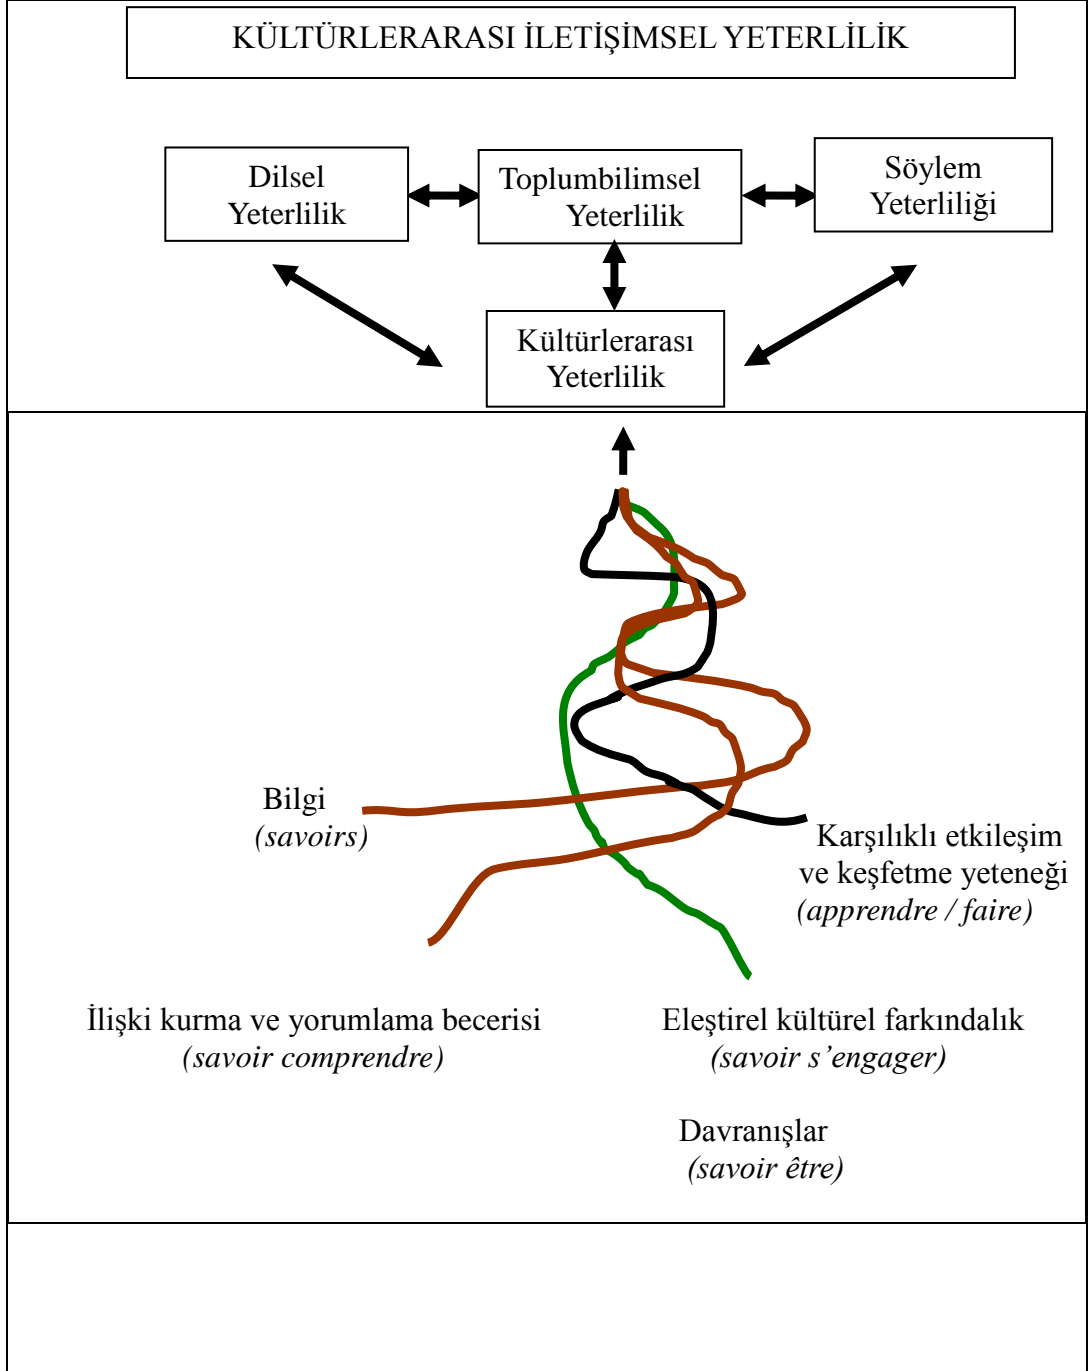 KÜLTÜRLERARASI İLETİŞİMSEL YETERLİLİK
Dilsel
Yeterlilik
Toplumbilimsel
Yeterlilik
Söylem
Yeterliliği
Kültürlerarası
Yeterlilik
Bilgi
(savoirs)
Karşılıklı etkileşim
ve keşfetme yeteneği
(apprendre / faire)
İlişki kurma ve yorumlama becerisi
(savoir comprendre)
Eleştirel kültürel farkındalık
(savoir s’engager)
Davranışlar
(savoir être)